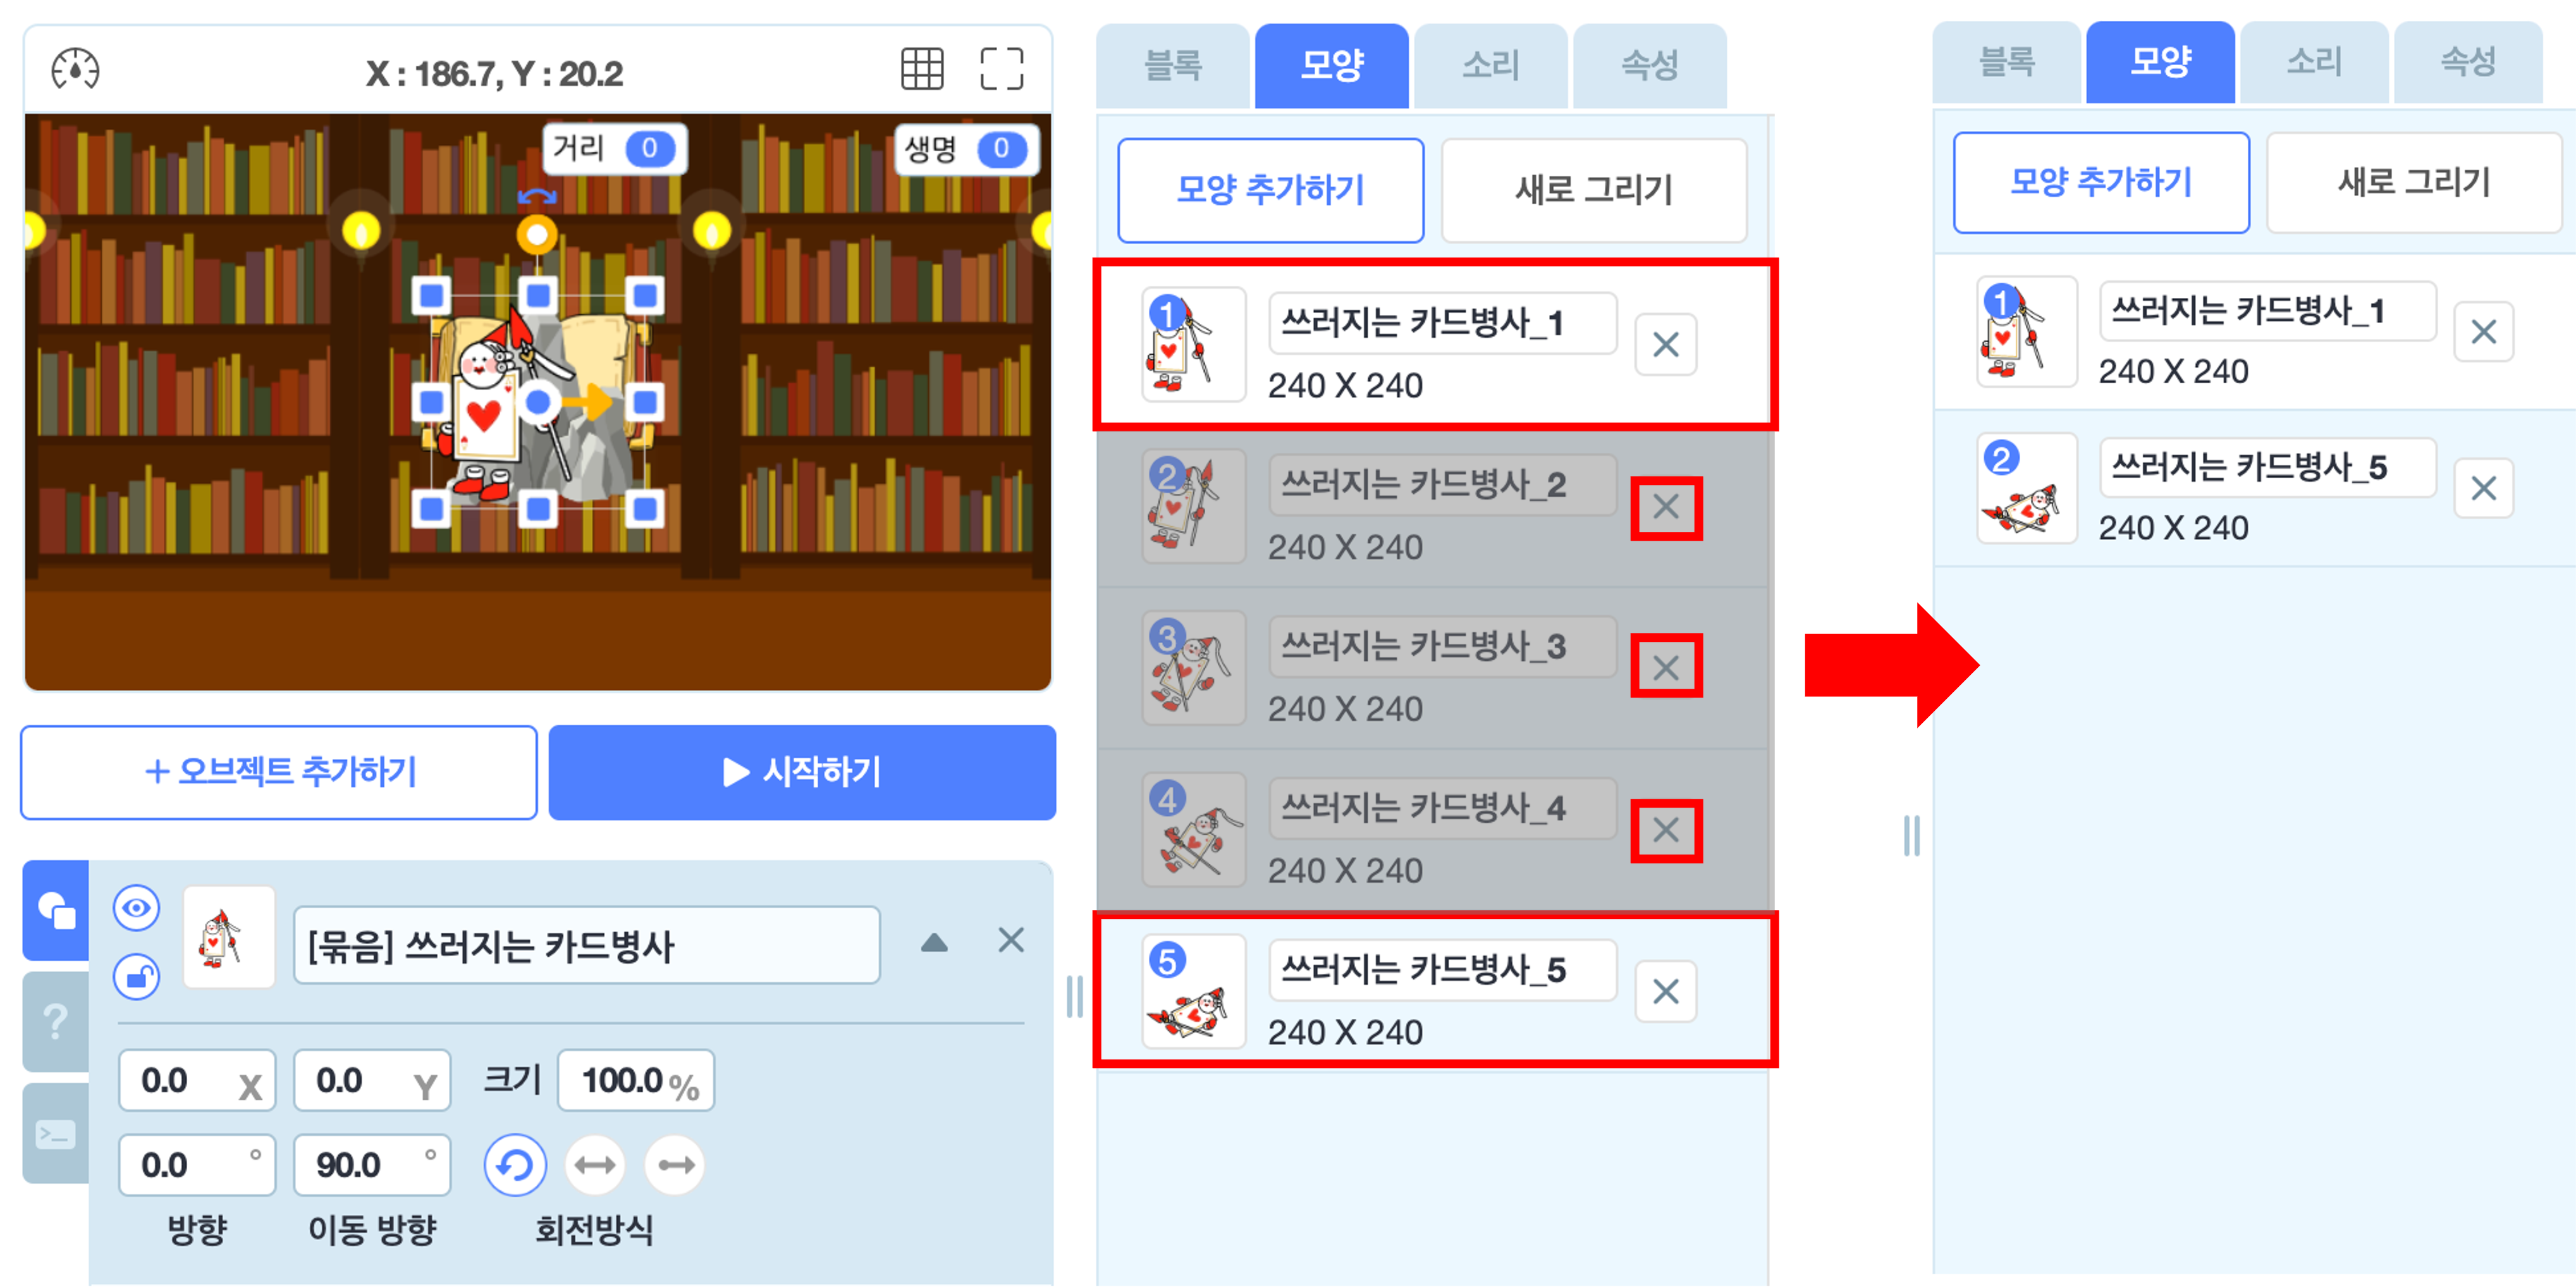 X : 186.7, Y : 20.2
거리 0
생명 0
+ 오브젝트 추가하기
시작하기
[묶음] 쓰러지는 카드병사
0.0 X
0.0 Y
크기 100.0 %
0.0 °
90.0 °
방향
이동 방향
회전방식
?
>_
블록
모양
소리
속성
모양 추가하기
새로 그리기
1
쓰러지는 카드병사_1
240 X 240
2
쓰러지는 카드병사_2
240 X 240
3
쓰러지는 카드병사_3
240 X 240
4
쓰러지는 카드병사_4
240 X 240
5
쓰러지는 카드병사_5
240 X 240
블록
모양
소리
속성
모양 추가하기
새로 그리기
1
쓰러지는 카드병사_1
240 X 240
2
쓰러지는 카드병사_5
240 X 240